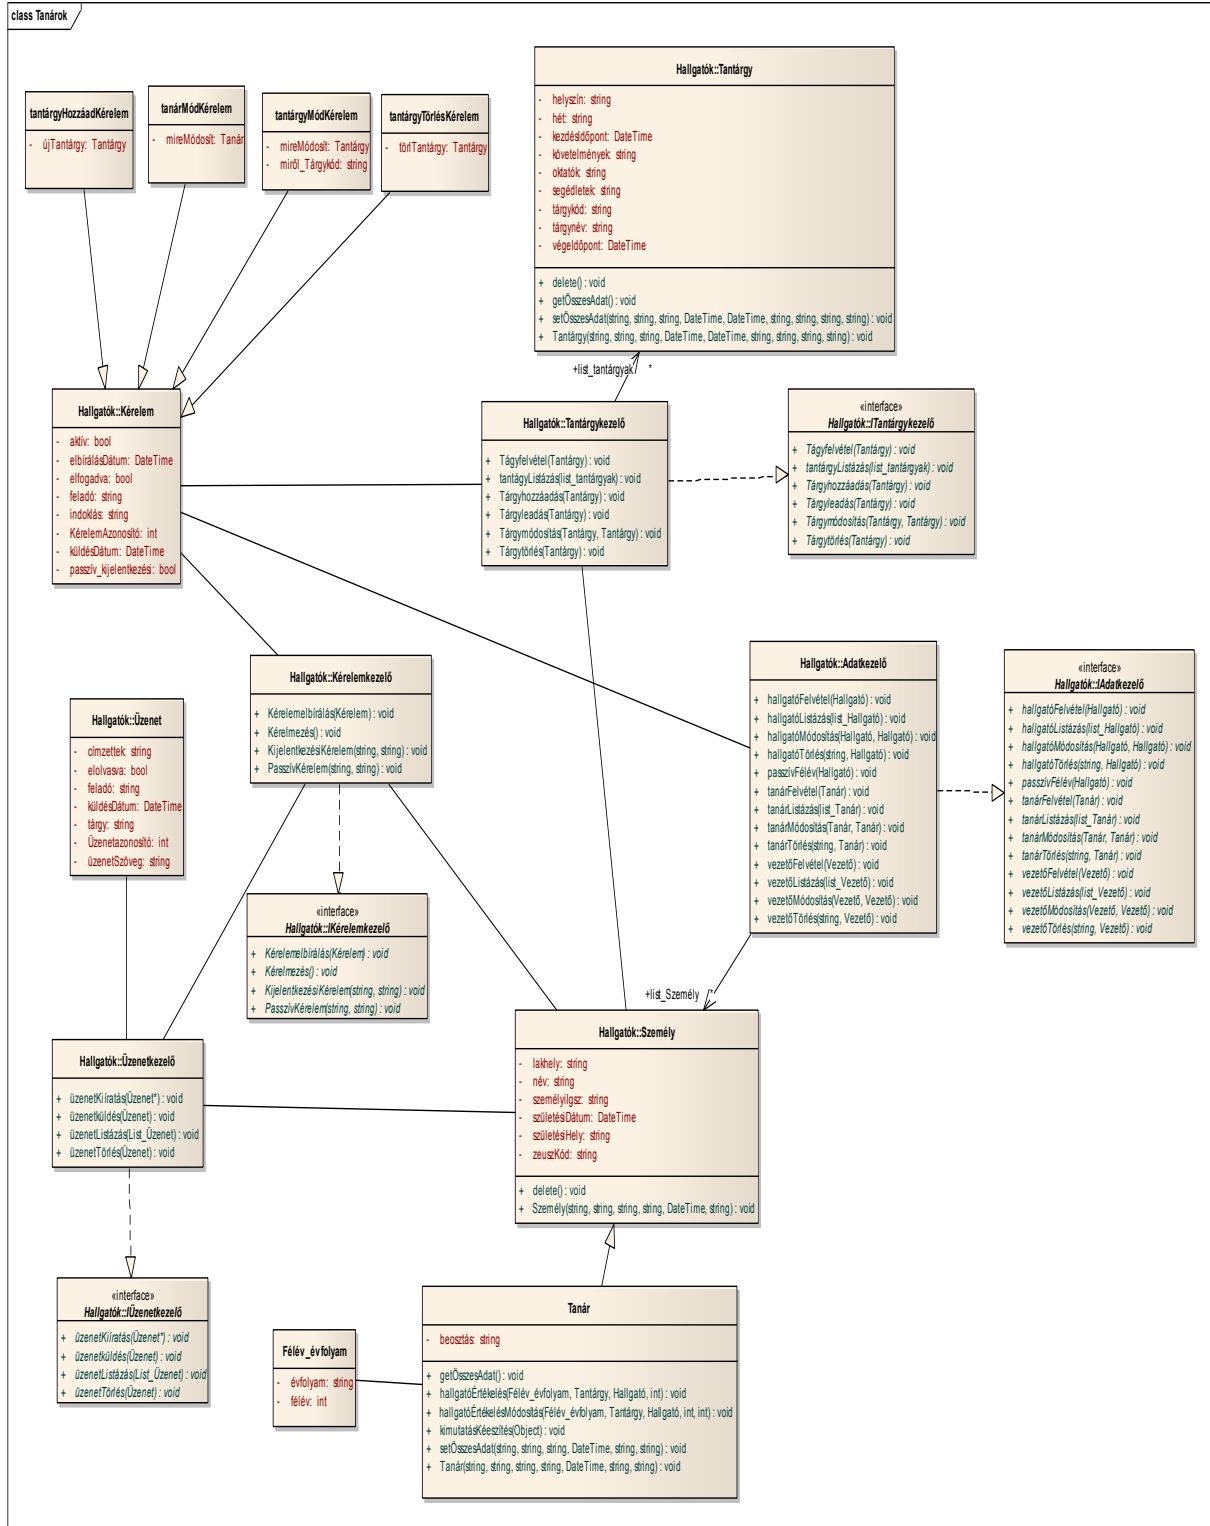 class Tanárok
Hallgatók::Tantárgy
- helyszín: string
- hét: string
- kezdésIdőpont: DateTime
- követelmények: string
- oktatók: string
- segédletek: string
- tárgykód: string
- tárgynév: string
- végeIdőpont: DateTime
+ delete() : void
+ getÖsszesAdat() : void
+ setÖsszesAdat(string, string, string, DateTime, DateTime, string, string, string, string) : void
+ Tantárgy(string, string, string, DateTime, DateTime, string, string, string, string) : void
tantárgyHozzáadKérelem
- újTantárgy: Tantárgy
tanárMódKérelem
- mireMódosít: Tanár
tantárgyMódKérelem
- mireMódosít: Tantárgy
- miről_Tárgykód: string
tantárgyTörlésKérelem
- törlTantárgy: Tantárgy
+list_tantárgyak *
Hallgatók::Kérelem
- aktív: bool
- elbírálásDátum: DateTime
- elfogadva: bool
- feladó: string
- indoklás: string
- KérelemAzonosító: int
- küldésDátum: DateTime
- passzív_kijelentkezési: bool
Hallgatók::Tantárgykezelő
+ Tágyfelvétel(Tantárgy) : void
+ tantágyListázás(list_tantárgyak) : void
+ Tárgyhozzáadás(Tantárgy) : void
+ Tárgyleadás(Tantárgy) : void
+ Tárgymódosítás(Tantárgy, Tantárgy) : void
+ Tárgytörlés(Tantárgy) : void
«interface»
Hallgatók::ITantárgykezelő
+ Tágyfelvétel(Tantárgy) : void
+ tantárgyListázás(list_tantárgyak) : void
+ Tárgyhozzáadás(Tantárgy) : void
+ Tárgyleadás(Tantárgy) : void
+ Tárgymódosítás(Tantárgy, Tantárgy) : void
+ Tárgytörlés(Tantárgy) : void
Hallgatók::Kérelemkezelő
+ Kérelemelbírálás(Kérelem) : void
+ Kérelmezés() : void
+ KijelentkezésiKérelem(string, string) : void
+ PasszívKérelem(string, string) : void
Hallgatók::Adatkezelő
+ hallgatóFelvétel(Hallgató) : void
+ hallgatóListázás(list_Hallgató) : void
+ hallgatóMódosítás(Hallgató, Hallgató) : void
+ hallgatóTörlés(string, Hallgató) : void
+ passzívFélév(Hallgató) : void
+ tanárFelvétel(Tanár) : void
+ tanárListázás(list_Tanár) : void
+ tanárMódosítás(Tanár, Tanár) : void
+ tanárTörlés(string, Tanár) : void
+ vezetőFelvétel(Vezető) : void
+ vezetőListázás(list_Vezető) : void
+ vezetőMódosítás(Vezető, Vezető) : void
+ vezetőTörlés(string, Vezető) : void
«interface»
Hallgatók::IAdatkezelő
+ hallgatóFelvétel(Hallgató) : void
+ hallgatóListázás(list_Hallgató) : void
+ hallgatóMódosítás(Hallgató, Hallgató) : void
+ hallgatóTörlés(string, Hallgató) : void
+ passzívFélév(Hallgató) : void
+ tanárFelvétel(Tanár) : void
+ tanárListázás(list_Tanár) : void
+ tanárMódosítás(Tanár, Tanár) : void
+ tanárTörlés(string, Tanár) : void
+ vezetőFelvétel(Vezető) : void
+ vezetőListázás(list_Vezető) : void
+ vezetőMódosítás(Vezető, Vezető) : void
+ vezetőTörlés(string, Vezető) : void
Hallgatók::Üzenet
- címzettek: string
- elolvasva: bool
- feladó: string
- küldésDátum: DateTime
- tárgy: string
- Üzenetazonosító: int
- üzenetSzöveg: string
«interface»
Hallgatók::IKérelemkezelő
+ Kérelemelbírálás(Kérelem) : void
+ Kérelmezés() : void
+ KijelentkezésiKérelem(string, string) : void
+ PasszívKérelem(string, string) : void
+list_Személy *
Hallgatók::Személy
- lakhely: string
- név: string
- személyiIgsz: string
- születésiDátum: DateTime
- születésiHely: string
- zeuszKód: string
+ delete() : void
+ Személy(string, string, string, string, DateTime, string) : void
Hallgatók::Üzenetkezelő
+ üzenetKiíratás(Üzenet*) : void
+ üzenetküldés(Üzenet) : void
+ üzenetListázás(List_Üzenet) : void
+ üzenetTörlés(Üzenet) : void
«interface»
Hallgatók::IÜzenetkezelő
+ üzenetKiíratás(Üzenet*) : void
+ üzenetküldés(Üzenet) : void
+ üzenetListázás(List_Üzenet) : void
+ üzenetTörlés(Üzenet) : void
Félév_évfolyam
- évfolyam: string
- félév: int
Tanár
- beosztás: string
+ getÖsszesAdat() : void
+ hallgatóÉrtékelés(Félév_évfolyam, Tantárgy, Hallgató, int) : void
+ hallgatóÉrtékelésMódosítás(Félév_évfolyam, Tantárgy, Hallgató, int, int) : void
+ kimutatásKéeszítés(Object) : void
+ setÖsszesAdat(string, string, string, DateTime, string, string) : void
+ Tanár(string, string, string, string, DateTime, string, string) : void